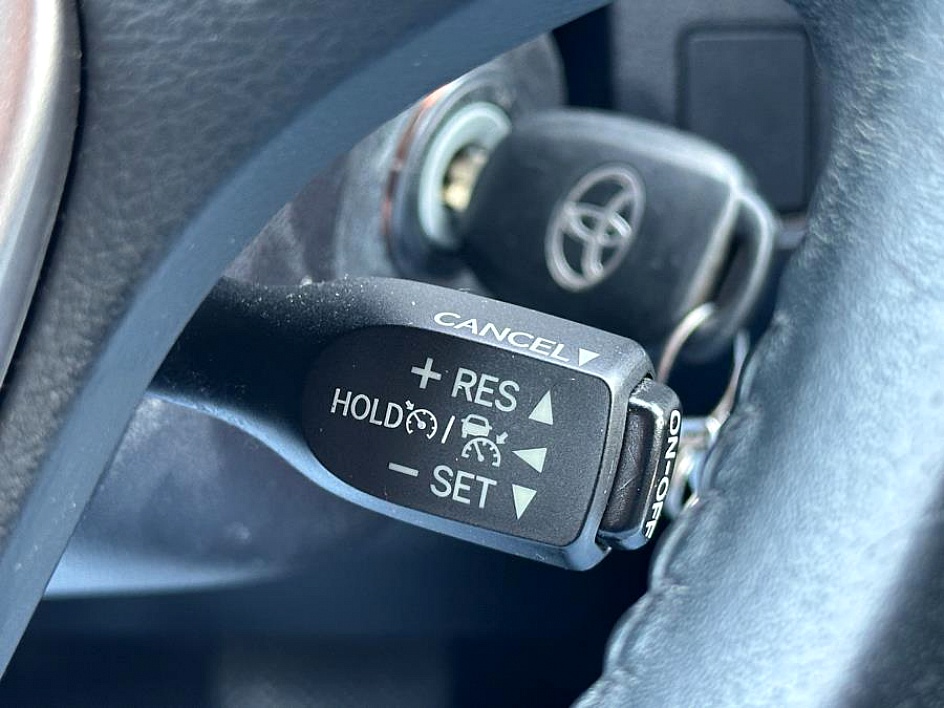 CANCEL▼
+ RES ▲
HOLD / ◀
− SET ▼
ON-OFF